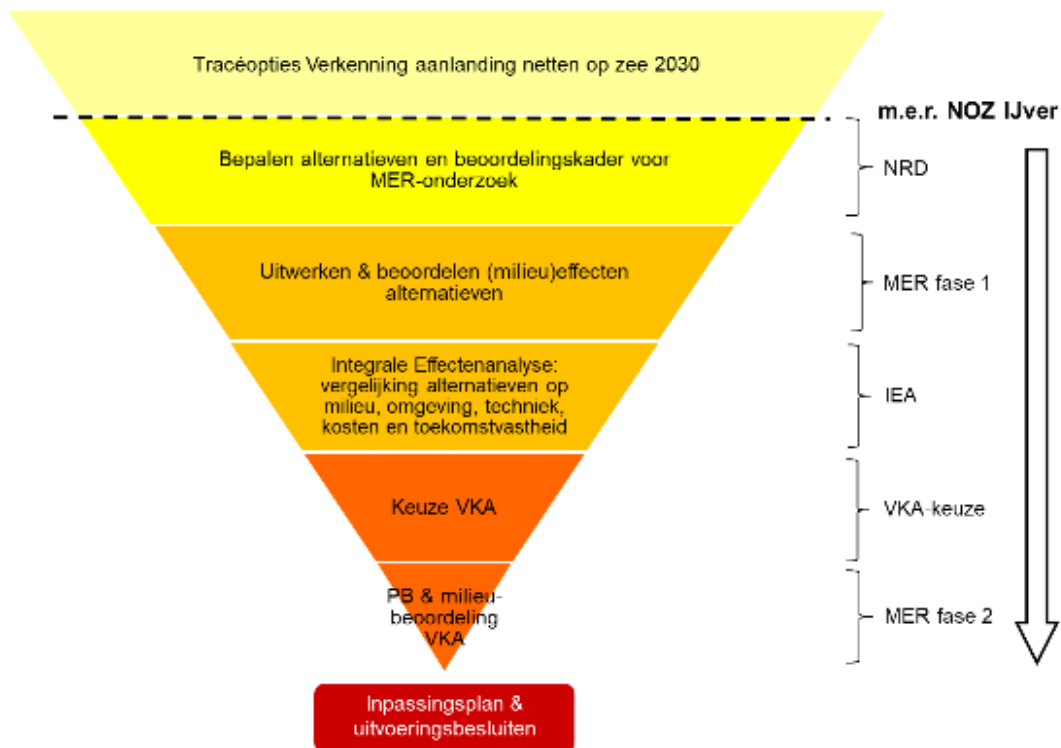 Tracéopties Verkenning aanlanding netten op zee 2030
m.e.r. NOZ IJver
Bepalen alternatieven en beoordelingskader voor
MER-onderzoek
NRD
Uitwerken & beoordelen (milieu)effecten
alternatieven
MER fase 1
Integrale Effectenanalyse:
vergelijking alternatieven op
milieu, omgeving, techniek,
kosten en toekomstvastheid
IEA
Keuze VKA
VKA-keuze
PB & milieu-
beoordeling
VKA
MER fase 2
Inpassingsplan &
uitvoeringsbesluiten